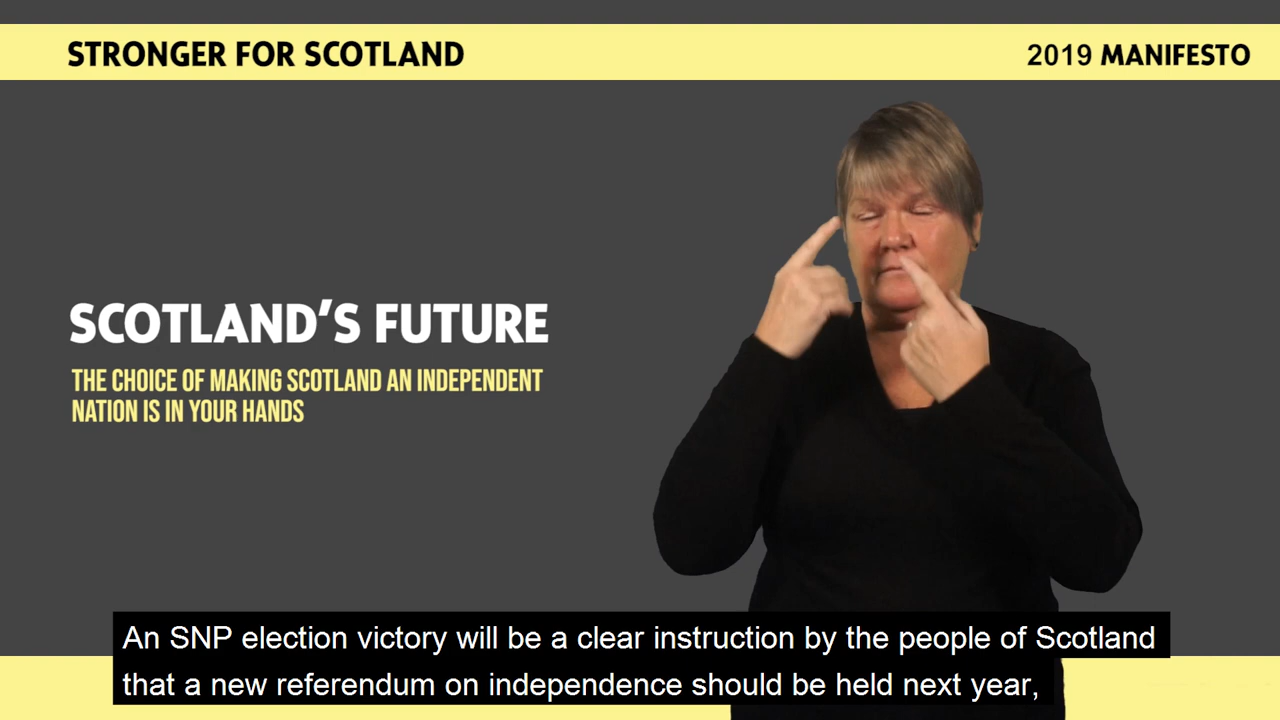 STRONGER FOR SCOTLAND
2019 MANIFESTO
SCOTLAND'S FUTURE
THE CHOICE OF MAKING SCOTLAND AN INDEPENDENT
NATION IS IN YOUR HANDS
An SNP election victory will be a clear instruction by the people of Scotland
that a new referendum on independence should be held next year,